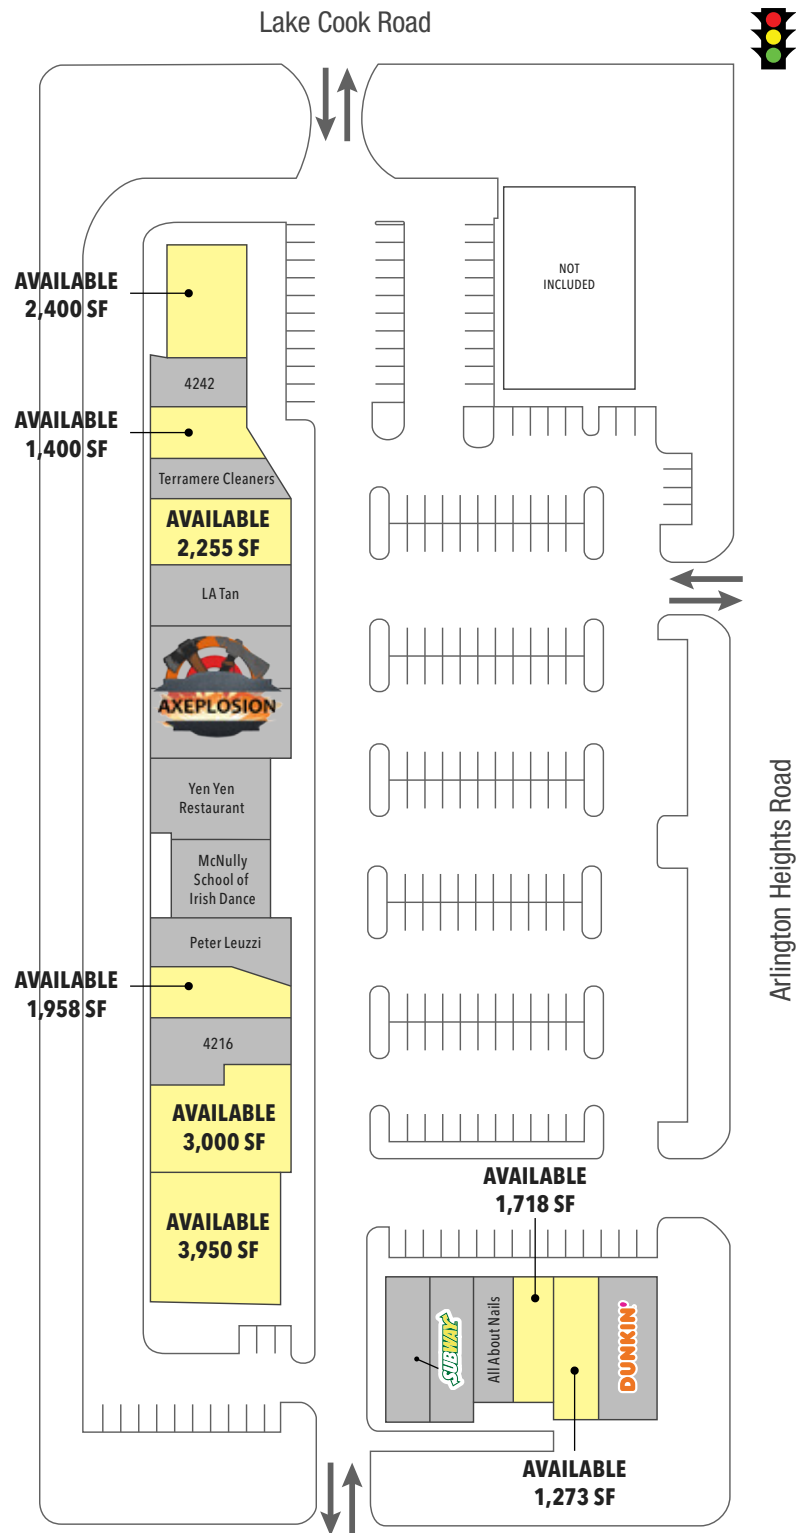 Lake Cook Road
NOT
INCLUDED
AVAILABLE
2,400 SF
4242
AVAILABLE
1,400 SF
Terramere Cleaners
AVAILABLE
2,255 SF
LA Tan
AXEPLOSION
Yen Yen
Restaurant
McNully
School of
Irish Dance
Peter Leuzzi
AVAILABLE
1,958 SF
4216
AVAILABLE
3,000 SF
AVAILABLE
3,950 SF
Arlington Heights Road
AVAILABLE
1,718 SF
SUBWAY
All About Nails
DUNKIN'
AVAILABLE
1,273 SF